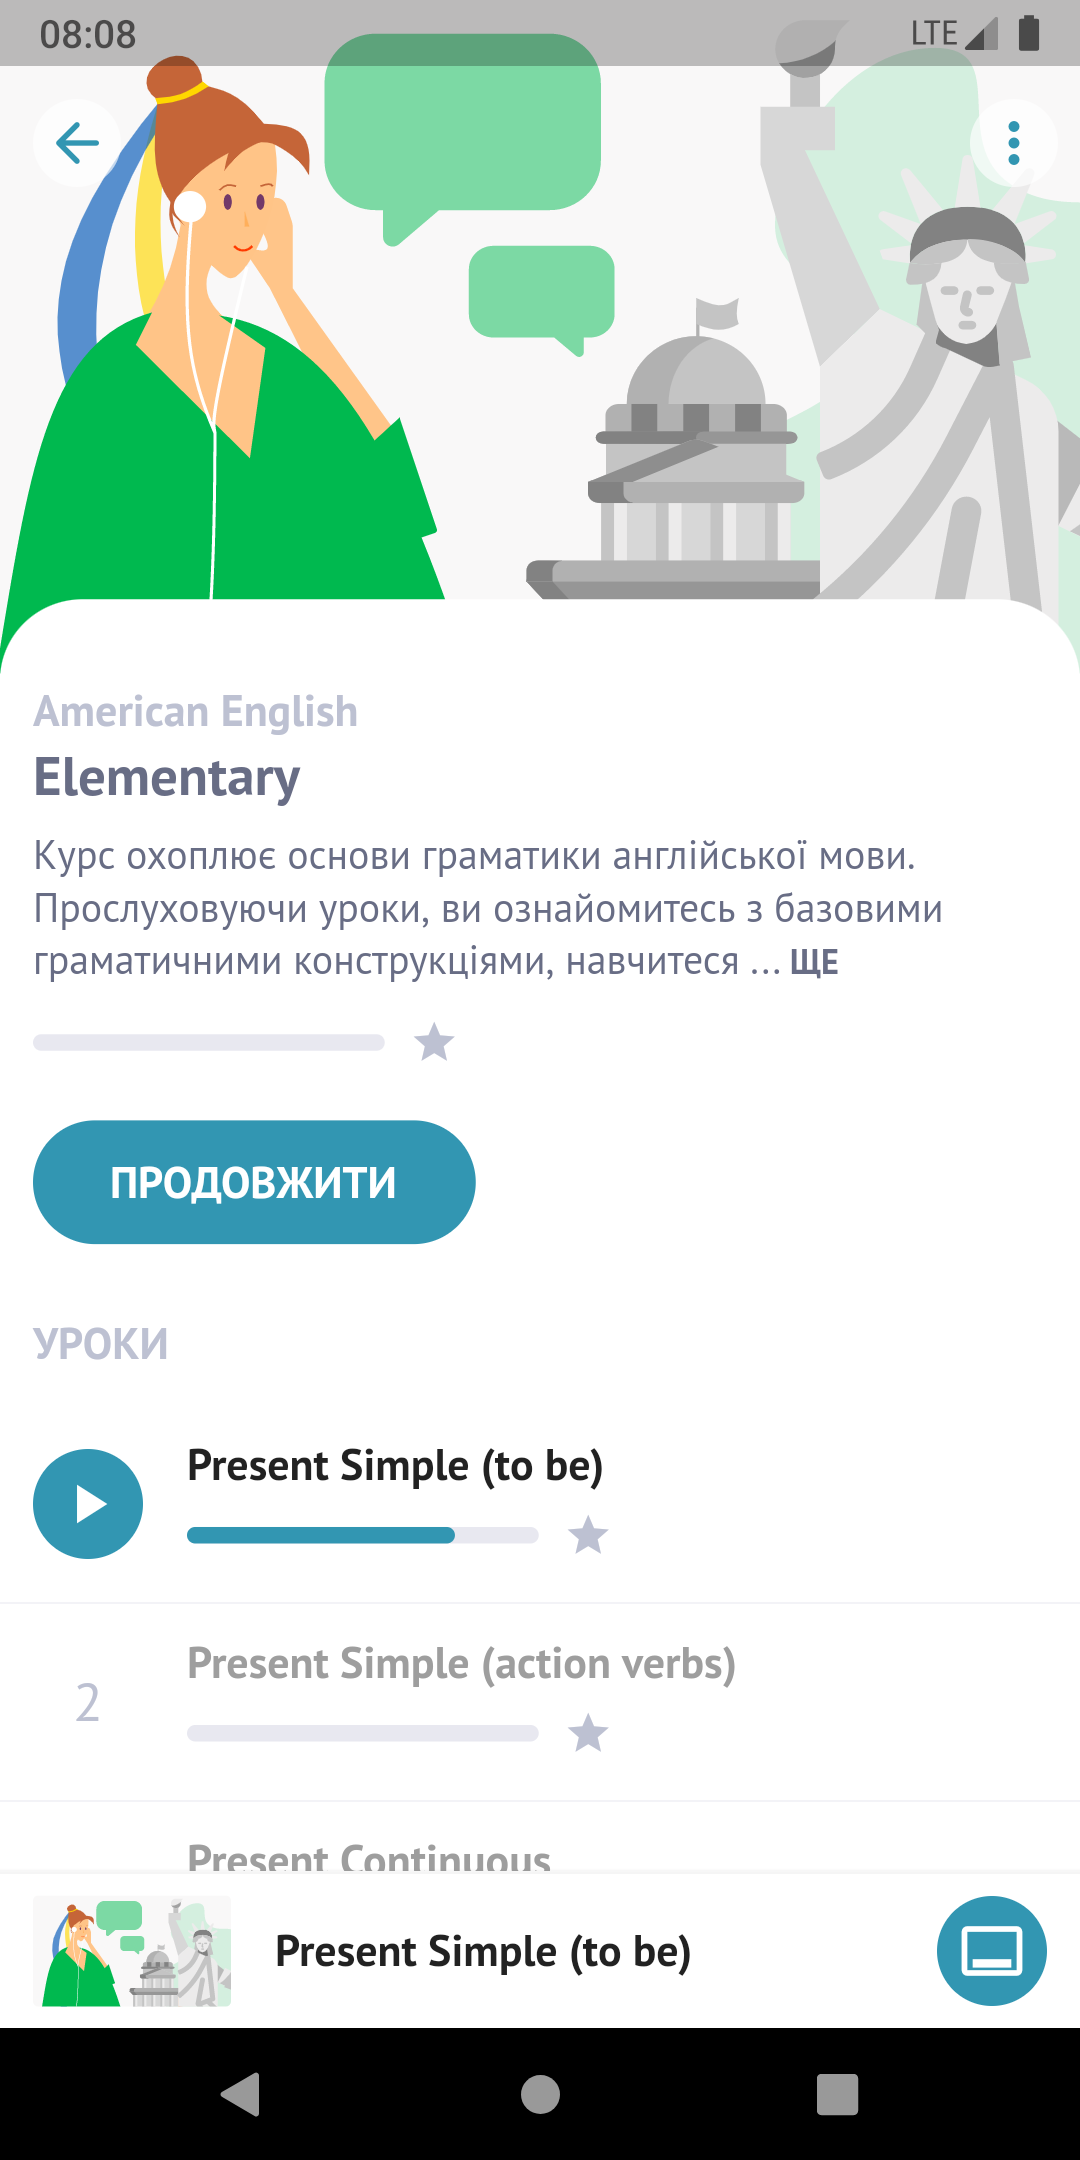 08:08
LTE
American English
Elementary
Курс охоплює основи граматики англійської мови.
Прослуховуючи уроки, ви ознайомитесь з базовими
граматичними конструкціями, навчитеся ... ЩЕ
ПРОДОВЖИТИ
УРОКИ
Present Simple (to be)
2
Present Simple (action verbs)
Present Continuous
Present Simple (to be)